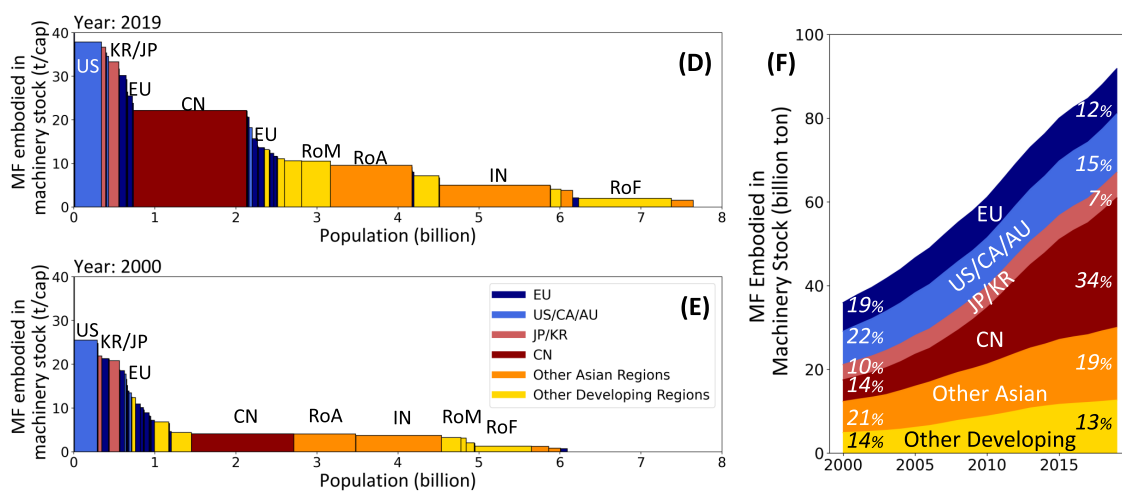 Year: 2019
MF embodied in
machinery stock (t/cap)
40
30
20
10
0
US
KR/JP
EU
CN
EU
RoM
RoA
IN
RoF
(D)
0 1 2 3 4 5 6 7 8
Population (billion)
Year: 2000
MF embodied in
machinery stock (t/cap)
40
30
20
10
0
US
KR/JP
EU
CN
RoA
IN
RoM
RoF
EU
US/CA/AU
JP/KR
CN
Other Asian Regions
Other Developing Regions
(E)
0 1 2 3 4 5 6 7 8
Population (billion)
(F)
MF Embodied in
Machinery Stock (billion ton)
100
80
60
40
20
0
12%
15%
7%
34%
19%
13%
EU
US/CA/AU
JP/KR
CN
Other Asian
Other Developing
19%
22%
10%
14%
21%
14%
2000 2005 2010 2015